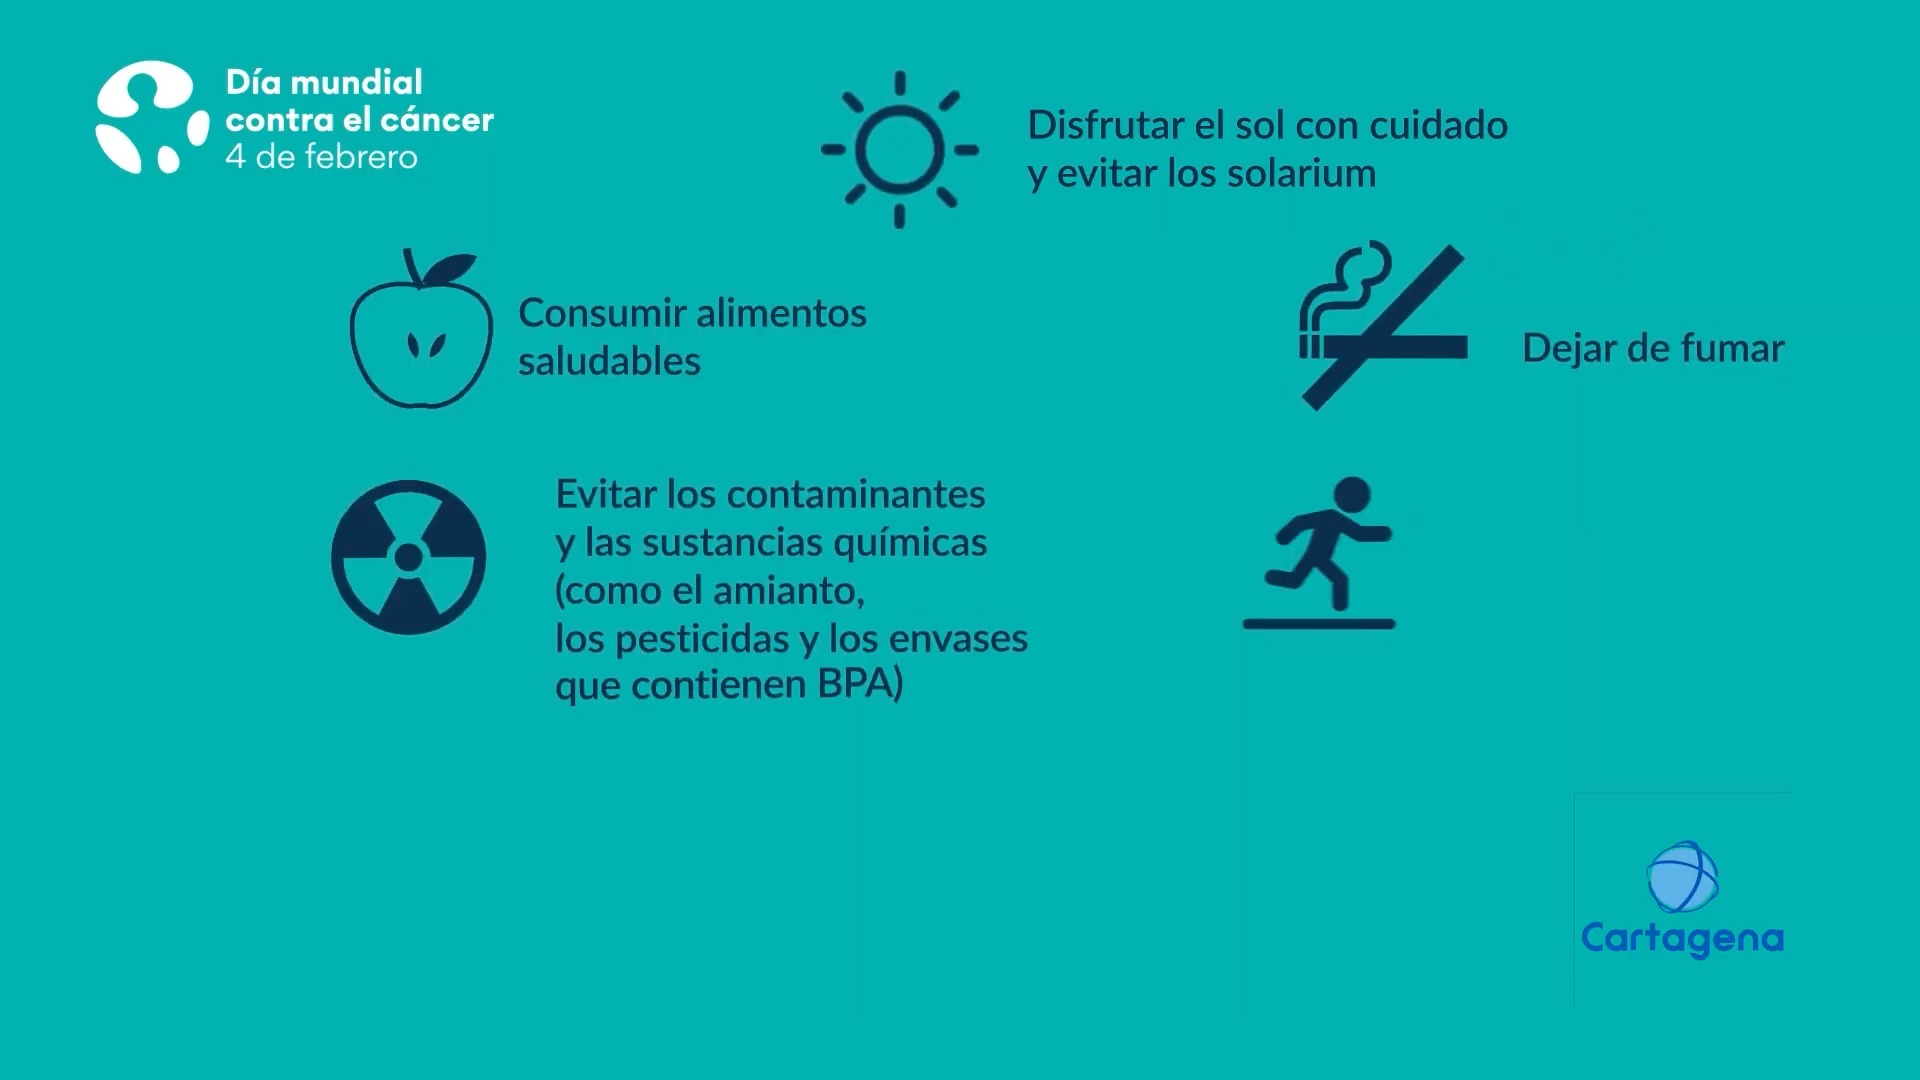 Día mundial
contra el cáncer
4 de febrero
Disfrutar el sol con cuidado
y evitar los solarium
Consumir alimentos
saludables
Dejar de fumar
Evitar los contaminantes
y las sustancias químicas
(como el amianto,
los pesticidas y los envases
que contienen BPA)
Cartagena